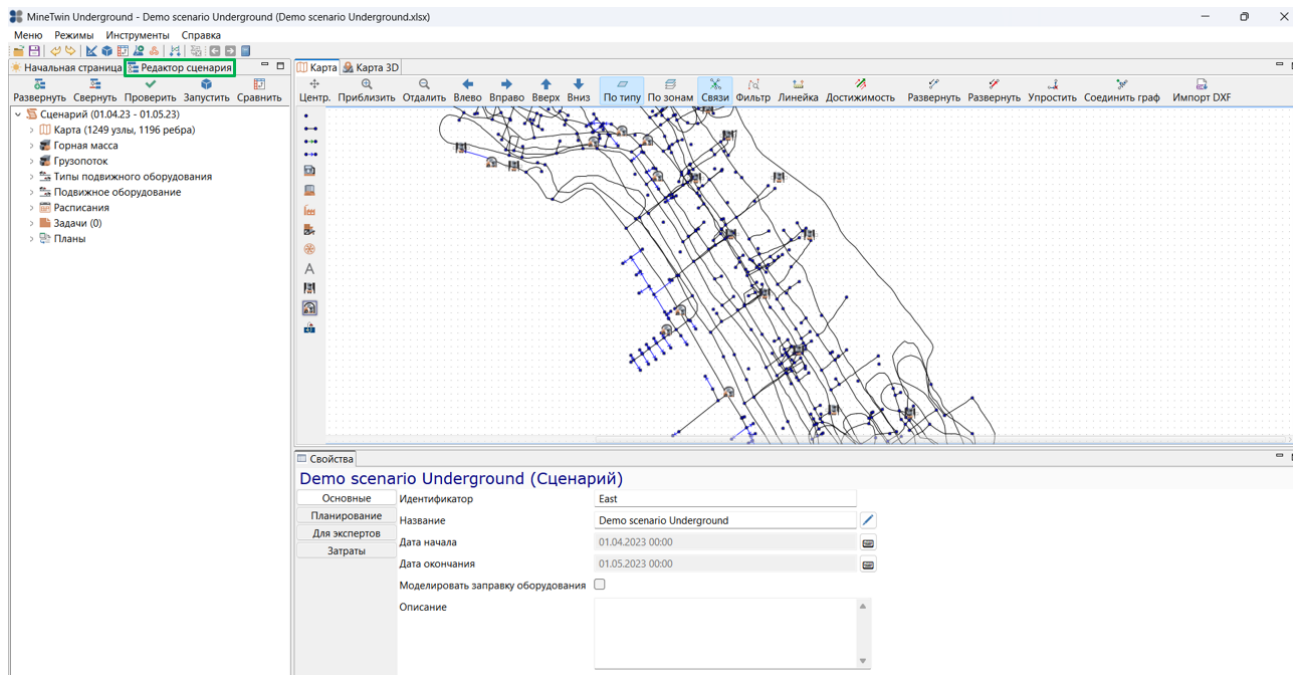 MineTwin Underground - Demo scenario Underground (Demo scenario Underground.xlsx)
Меню Режимы Инструменты Справка
Начальная страница Редактор сценария
Развернуть Свернуть Проверить Запустить Сравнить
Сценарий (01.04.23 - 01.05.23)
Карта (1249 узлы, 1196 ребра)
Горная масса
Грузопоток
Типы подвижного оборудования
Подвижное оборудование
Расписания
Задачи (0)
Планы
Карта Карта 3D
Центр. Приблизить Отдалить Влево Вправо Вверх Вниз По типу По зонам Связи Фильтр Линейка Достижимость Развернуть Развернуть Упростить Соединить граф Импорт DXF
A
Свойства
Demo scenario Underground (Сценарий)
Основные
Планирование
Для экспертов
Затраты
Идентификатор East
Название Demo scenario Underground
Дата начала 01.04.2023 00:00
Дата окончания 01.05.2023 00:00
Моделировать заправку оборудования
Описание